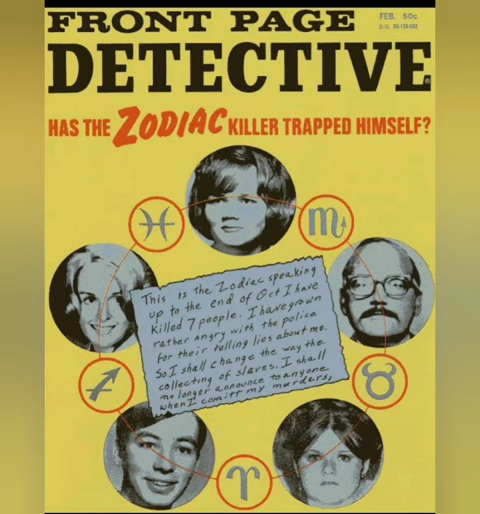 FRONT PAGE
FEB. 50c
DETECTIVE
HAS THE ZODIAC KILLER TRAPPED HIMSELF?
This is the Zodiac speaking
up to the end of Oct I have
killed 7 people. I have grown
rather angry with the police
for their telling lies about me.
So I shall change the way the
collecting of slaves. I shall
no longer announce to anyone
when I comitt my murders,